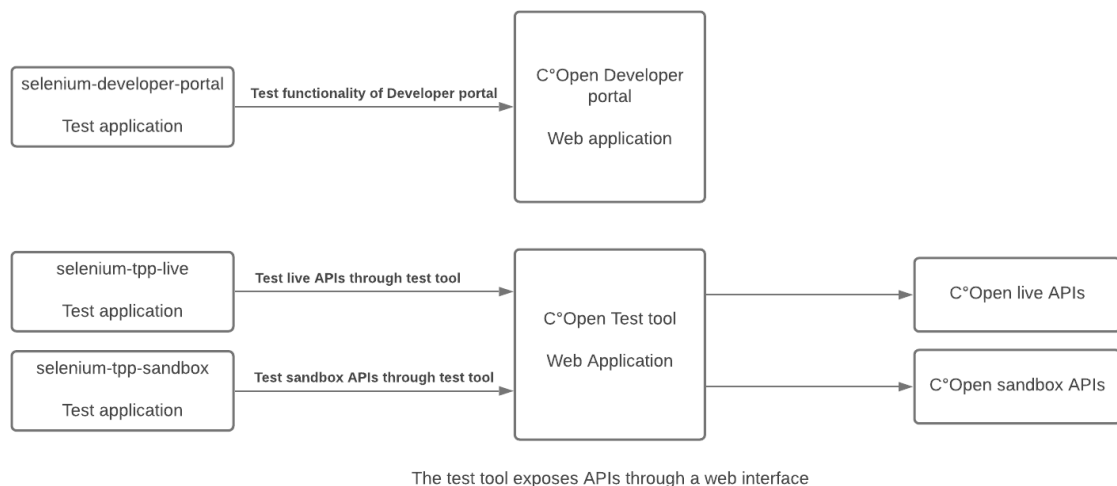 selenium-developer-portal
Test application
Test functionality of Developer portal
C°Open Developer
portal
Web application
selenium-tpp-live
Test application
Test live APIs through test tool
selenium-tpp-sandbox
Test application
Test sandbox APIs through test tool
C°Open Test tool
Web Application
C°Open live APIs
C°Open sandbox APIs
The test tool exposes APIs through a web interface